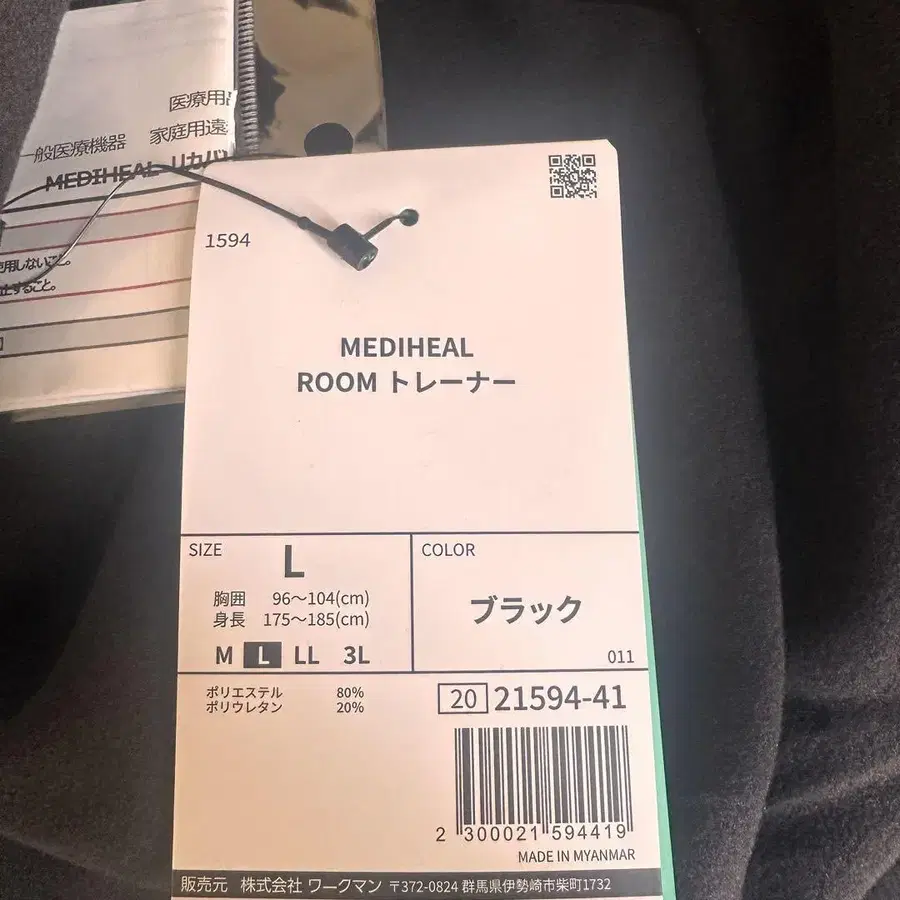 医療用
一般医療機器 家庭用遠
MEDIHEAL リカバ
使用しないこと。
止すること。
1594
MEDIHEAL
ROOM トレーナー
SIZE
L
胸囲 96〜104(cm)
身長 175〜185(cm)
M L LL 3L
COLOR
ブラック
011
ポリエステル 80%
ポリウレタン 20%
20 21594-41
2 300021 594419
MADE IN MYANMAR
販売元 株式会社 ワークマン 〒372-0824 群馬県伊勢崎市柴町1732